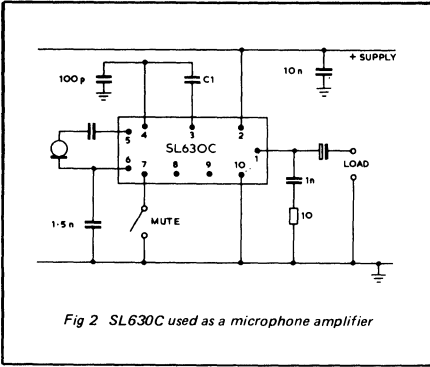 + SUPPLY
100p
C1
10n
4
3
2
5
SL630C
1
6
7
8
9
10
LOAD
1n
10
1·5n
MUTE
Fig 2 SL630C used as a microphone amplifier